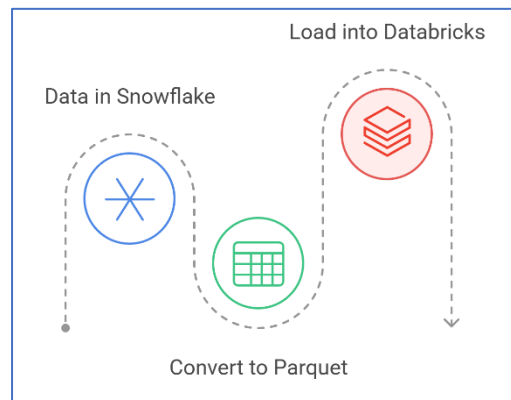 Load into Databricks
Data in Snowflake
Convert to Parquet